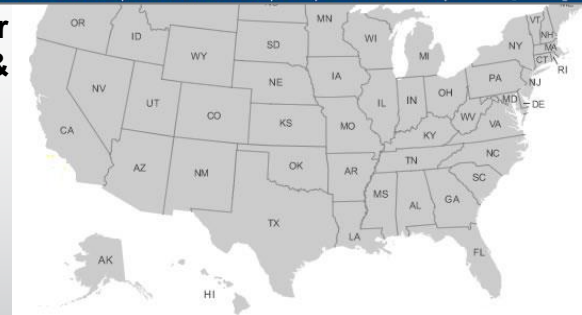 r
&
OR
ID
WY
NV
UT
CO
CA
AZ
NM
SD
NE
KS
OK
TX
MN
IA
MO
AR
LA
WI
IL
MS
MI
IN
OH
KY
TN
AL
GA
FL
SC
NC
VA
WV
PA
NY
VT
NH
MA
CT
RI
NJ
MD
DE
AK
HI